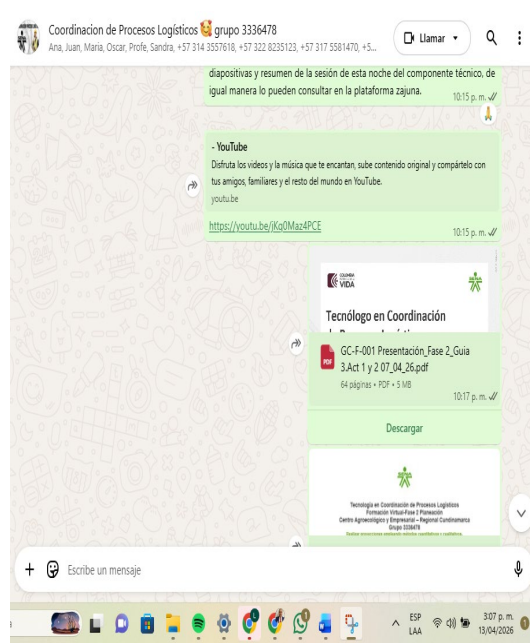 Coordinacion de Procesos Logísticos 🥰 grupo 3336478
Ana, Juan, Maria, Oscar, Profe, Sandra, +57 314 3557618, +57 322 8235123, +57 317 5581470, +5...
Llamar
diapositivas y resumen de la sesión de esta noche del componente técnico, de
igual manera lo pueden consultar en la plataforma zajuna.
10:15 p. m.
- YouTube
Disfruta los videos y la música que te encantan, sube contenido original y compártelo con
tus amigos, familiares y el resto del mundo en YouTube.
youtu.be
https://youtu.be/jKq0Maz4PCE
10:15 p. m.
COLOMBIA
VIDA
Tecnólogo en Coordinación
PDF
GC-F-001 Presentación_Fase 2_Guia
3.Act 1 y 2 07_04_26.pdf
64 páginas • PDF • 5 MB
10:17 p. m.
Descargar
Tecnología en Coordinación de Procesos Logísticos
Formación Virtual-Fase 2 Planeación
Centro Agroecológico y Empresarial – Regional Cundinamarca
Grupo 3336478
Escribe un mensaje
ESP
LAA
3:07 p. m.
13/04/2026